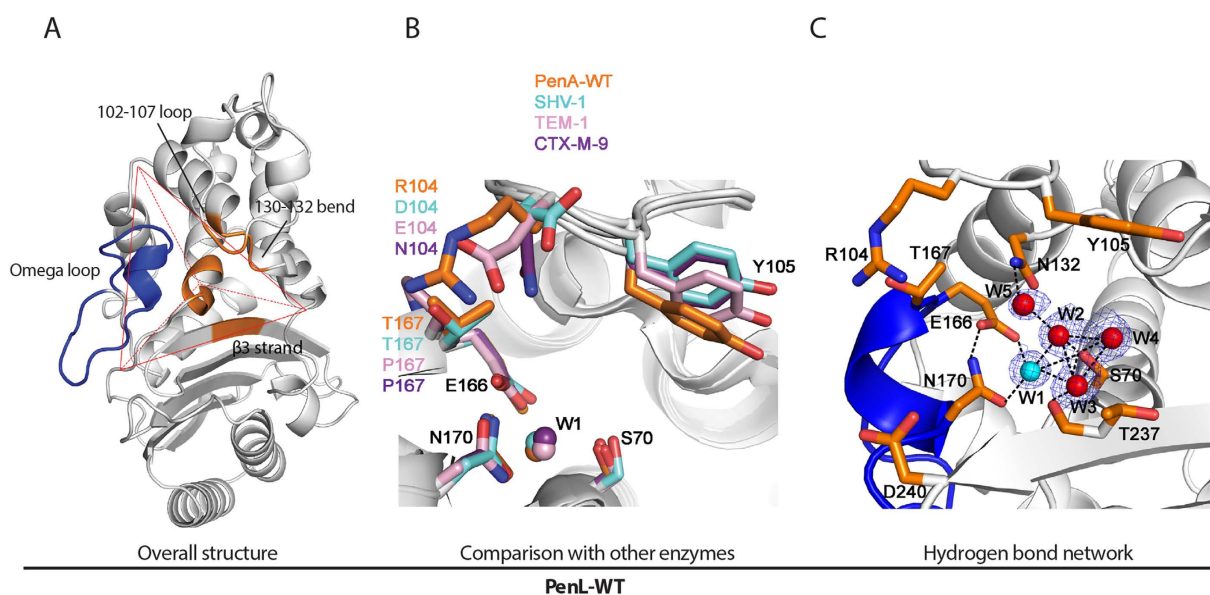 A
102-107 loop
130-132 bend
Omega loop
β3 strand
Overall structure
B
PenA-WT
SHV-1
TEM-1
CTX-M-9
R104
D104
E104
N104
Y105
T167
T167
P167
P167
E166
N170
W1
S70
Comparison with other enzymes
C
R104
T167
N132
Y105
W5
E166
W2
W4
N170
S70
W1
W3
T237
D240
Hydrogen bond network
PenL-WT